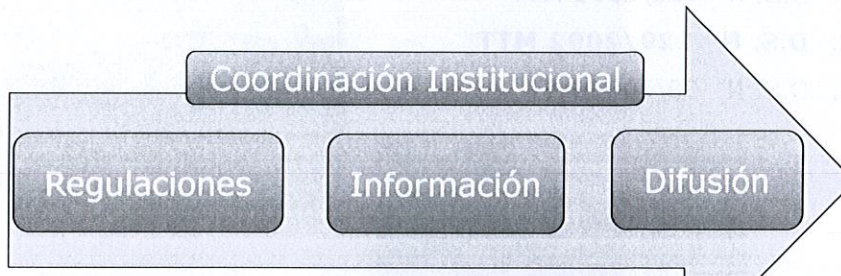 Coordinación Institucional
Regulaciones
Información
Difusión